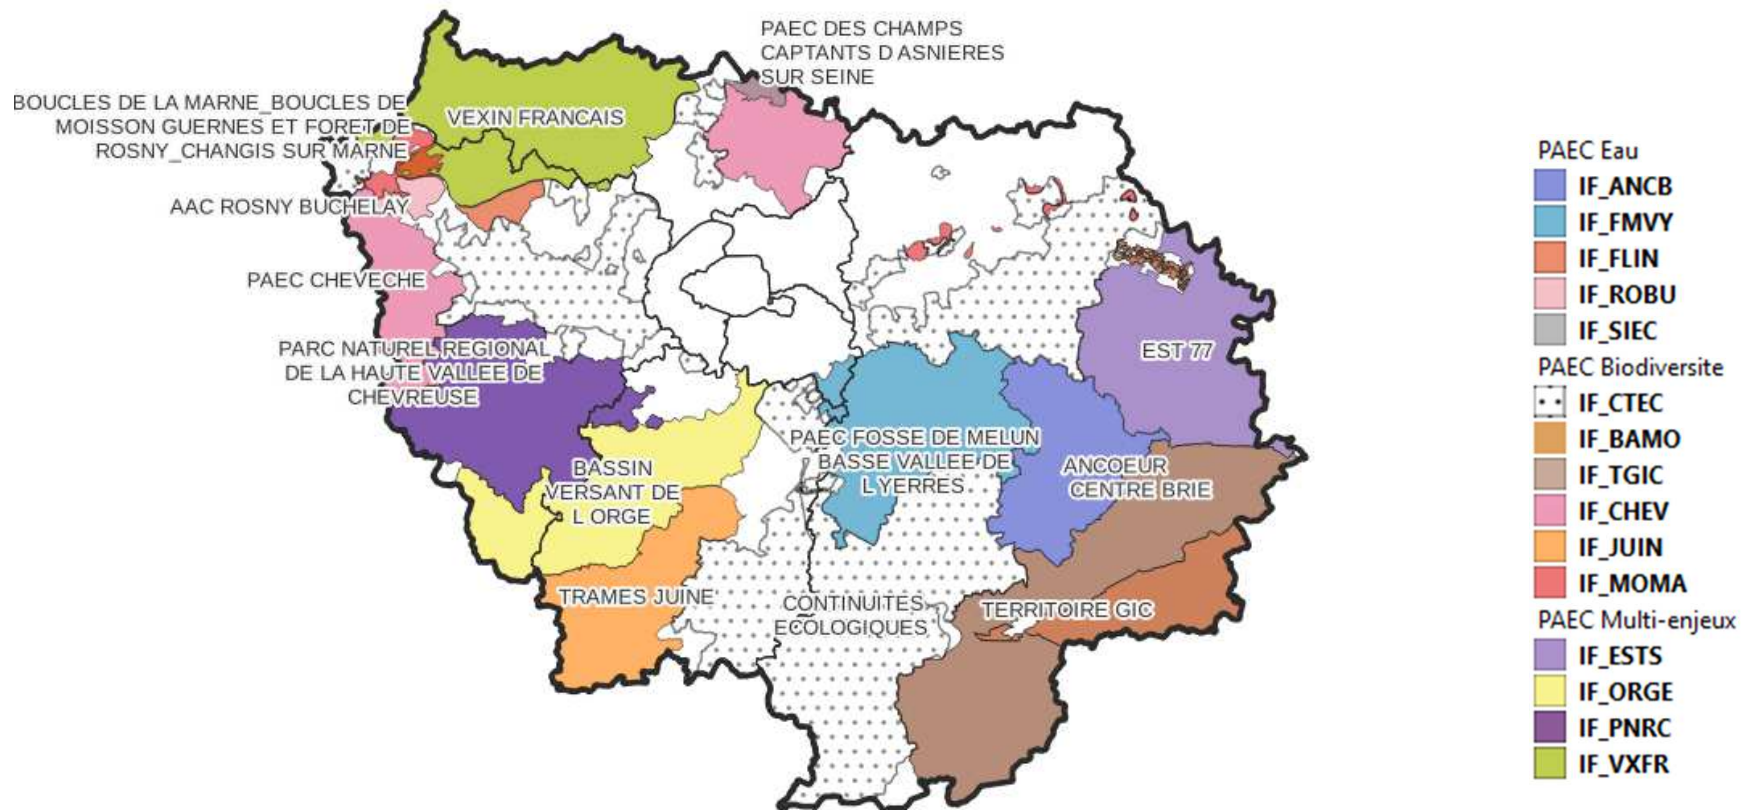 PAEC DES CHAMPS
CAPTANTS D ASNIERES
SUR SEINE
BOUCLES DE LA MARNE_BOUCLES DE
MOISSON GUERNES ET FORET DE
ROSNY_CHANGIS SUR MARNE
VEXIN FRANCAIS
AAC ROSNY BUCHELAY
PAEC CHEVECHE
PARC NATUREL REGIONAL
DE LA HAUTE VALLEE DE
CHEVREUSE
EST 77
PAEC FOSSE DE MELUN
BASSE VALLEE DE
L YERRES
ANCOEUR
CENTRE BRIE
BASSIN
VERSANT DE
L ORGE
TRAMES JUINE
CONTINUITES
ECOLOGIQUES
TERRITOIRE GIC
PAEC Eau
IF_ANCB
IF_FMVY
IF_FLIN
IF_ROBU
IF_SIEC
PAEC Biodiversite
IF_CTEC
IF_BAMO
IF_TGIC
IF_CHEV
IF_JUIN
IF_MOMA
PAEC Multi-enjeux
IF_ESTS
IF_ORGE
IF_PNRC
IF_VXFR